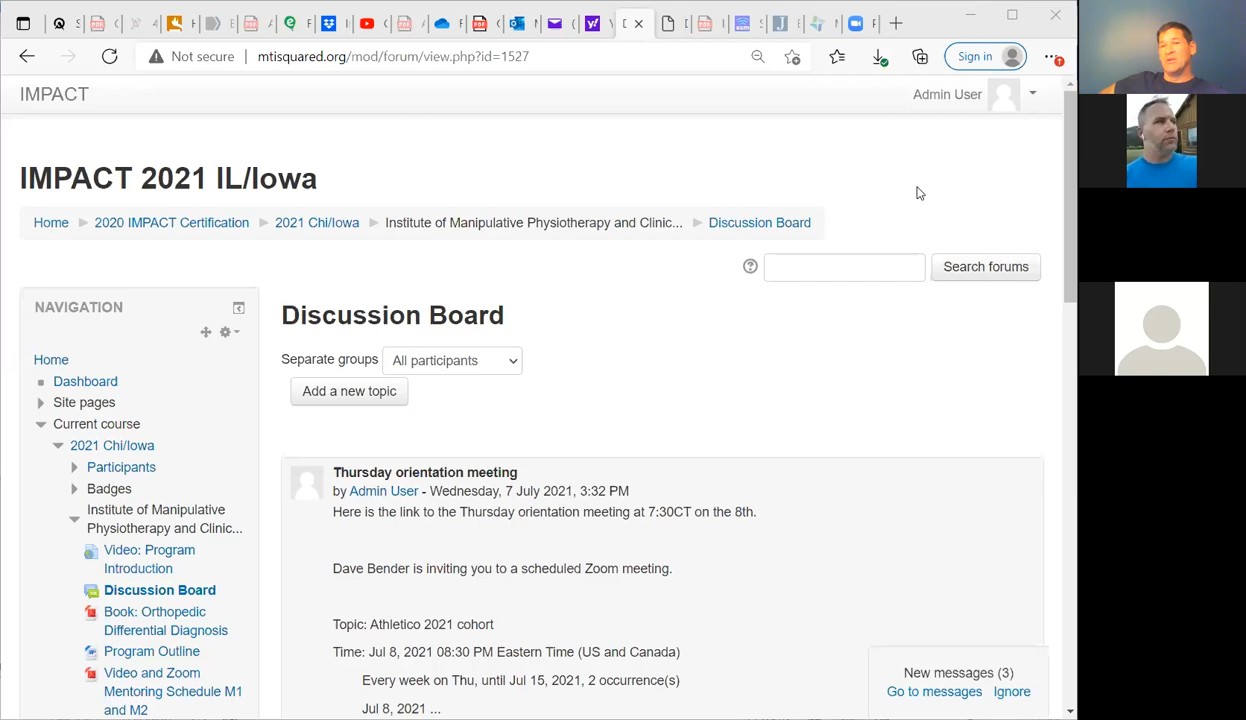 Not secure
mtisquared.org/mod/forum/view.php?id=1527
Sign in
IMPACT
Admin User
IMPACT 2021 IL/Iowa
Home
2020 IMPACT Certification
2021 Chi/Iowa
Institute of Manipulative Physiotherapy and Clinic...
Discussion Board
Search forums
NAVIGATION
Home
Dashboard
Site pages
Current course
2021 Chi/Iowa
Participants
Badges
Institute of Manipulative
Physiotherapy and Clinic...
Video: Program
Introduction
Discussion Board
Book: Orthopedic
Differential Diagnosis
Program Outline
Video and Zoom
Mentoring Schedule M1
and M2
Discussion Board
Separate groups
All participants
Add a new topic
Thursday orientation meeting
by Admin User - Wednesday, 7 July 2021, 3:32 PM
Here is the link to the Thursday orientation meeting at 7:30CT on the 8th.
Dave Bender is inviting you to a scheduled Zoom meeting.
Topic: Athletico 2021 cohort
Time: Jul 8, 2021 08:30 PM Eastern Time (US and Canada)
Every week on Thu, until Jul 15, 2021, 2 occurrence(s)
Jul 8, 2021 ...
New messages (3)
Go to messages
Ignore